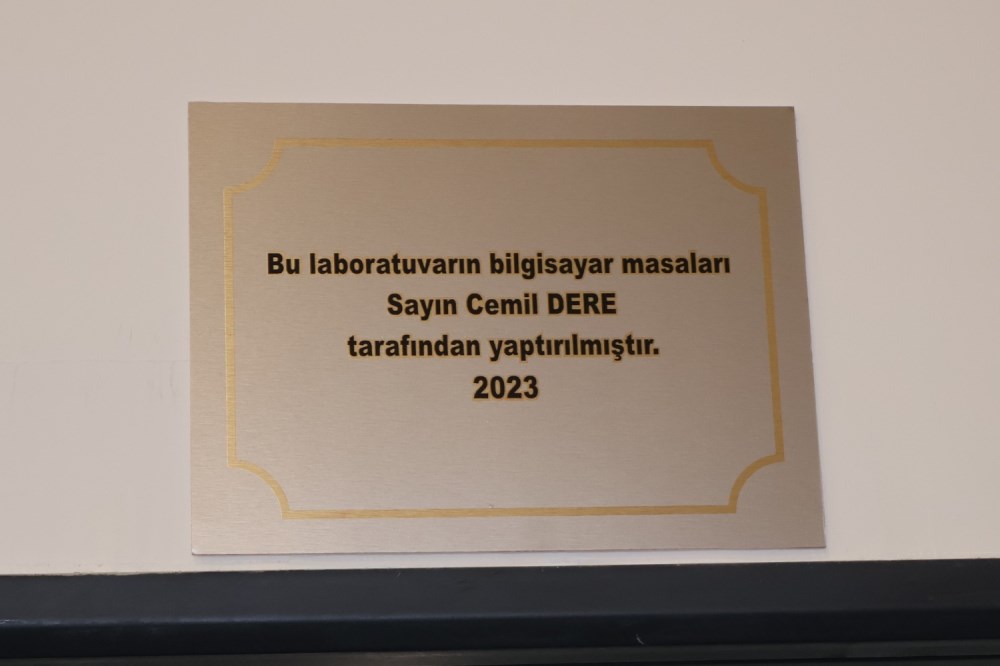 Bu laboratuvarın bilgisayar masaları
Sayın Cemil DERE
tarafından yaptırılmıştır.
2023